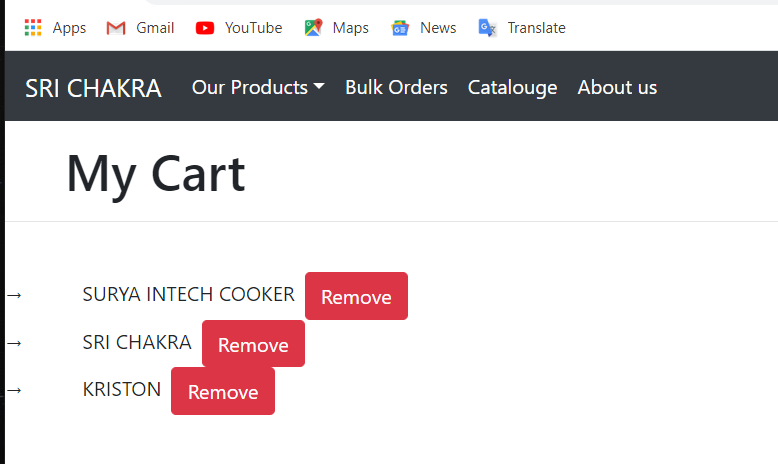 Apps Gmail YouTube Maps News Translate
SRI CHAKRA Our Products Bulk Orders Catalouge About us
My Cart
→ SURYA INTECH COOKER Remove
→ SRI CHAKRA Remove
→ KRISTON Remove